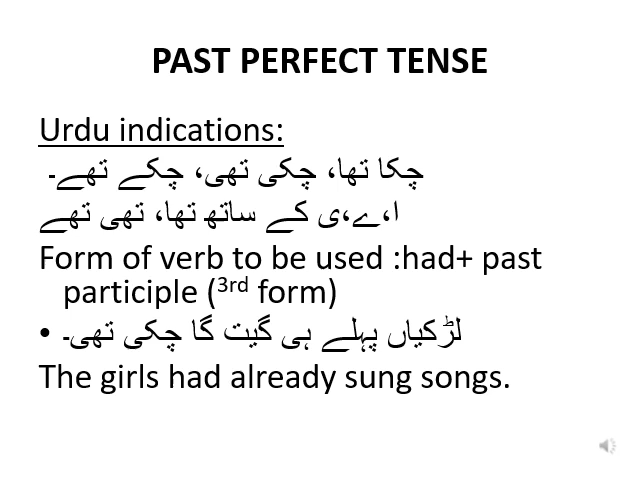 PAST PERFECT TENSE
Urdu indications:
چکا تھا، چکی تھی، چکے تھے۔
ا،ے،ی کے ساتھ تھا، تھی تھے
Form of verb to be used :had+ past
participle (3rd form)
• لڑکیاں پہلے ہی گیت گا چکی تھی۔
The girls had already sung songs.